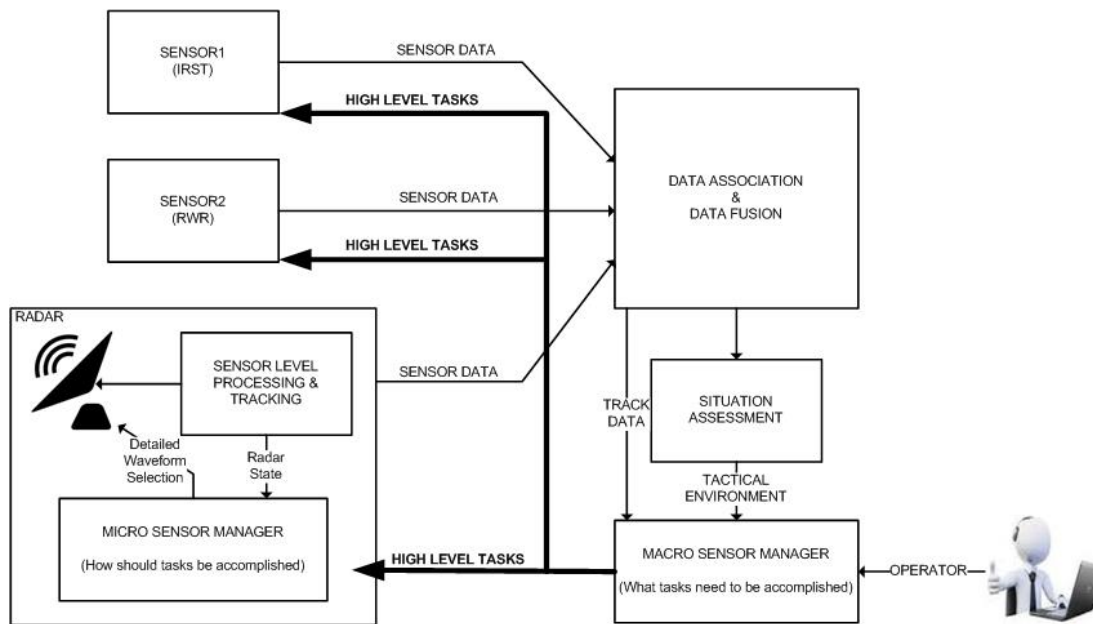 SENSOR1
(IRST)
SENSOR DATA
HIGH LEVEL TASKS
SENSOR2
(RWR)
SENSOR DATA
HIGH LEVEL TASKS
DATA ASSOCIATION
&
DATA FUSION
RADAR
SENSOR LEVEL
PROCESSING &
TRACKING
SENSOR DATA
Detailed
Waveform
Selection
Radar
State
MICRO SENSOR MANAGER
(How should tasks be accomplished)
HIGH LEVEL TASKS
TRACK
DATA
SITUATION
ASSESSMENT
TACTICAL
ENVIRONMENT
MACRO SENSOR MANAGER
(What tasks need to be accomplished)
OPERATOR